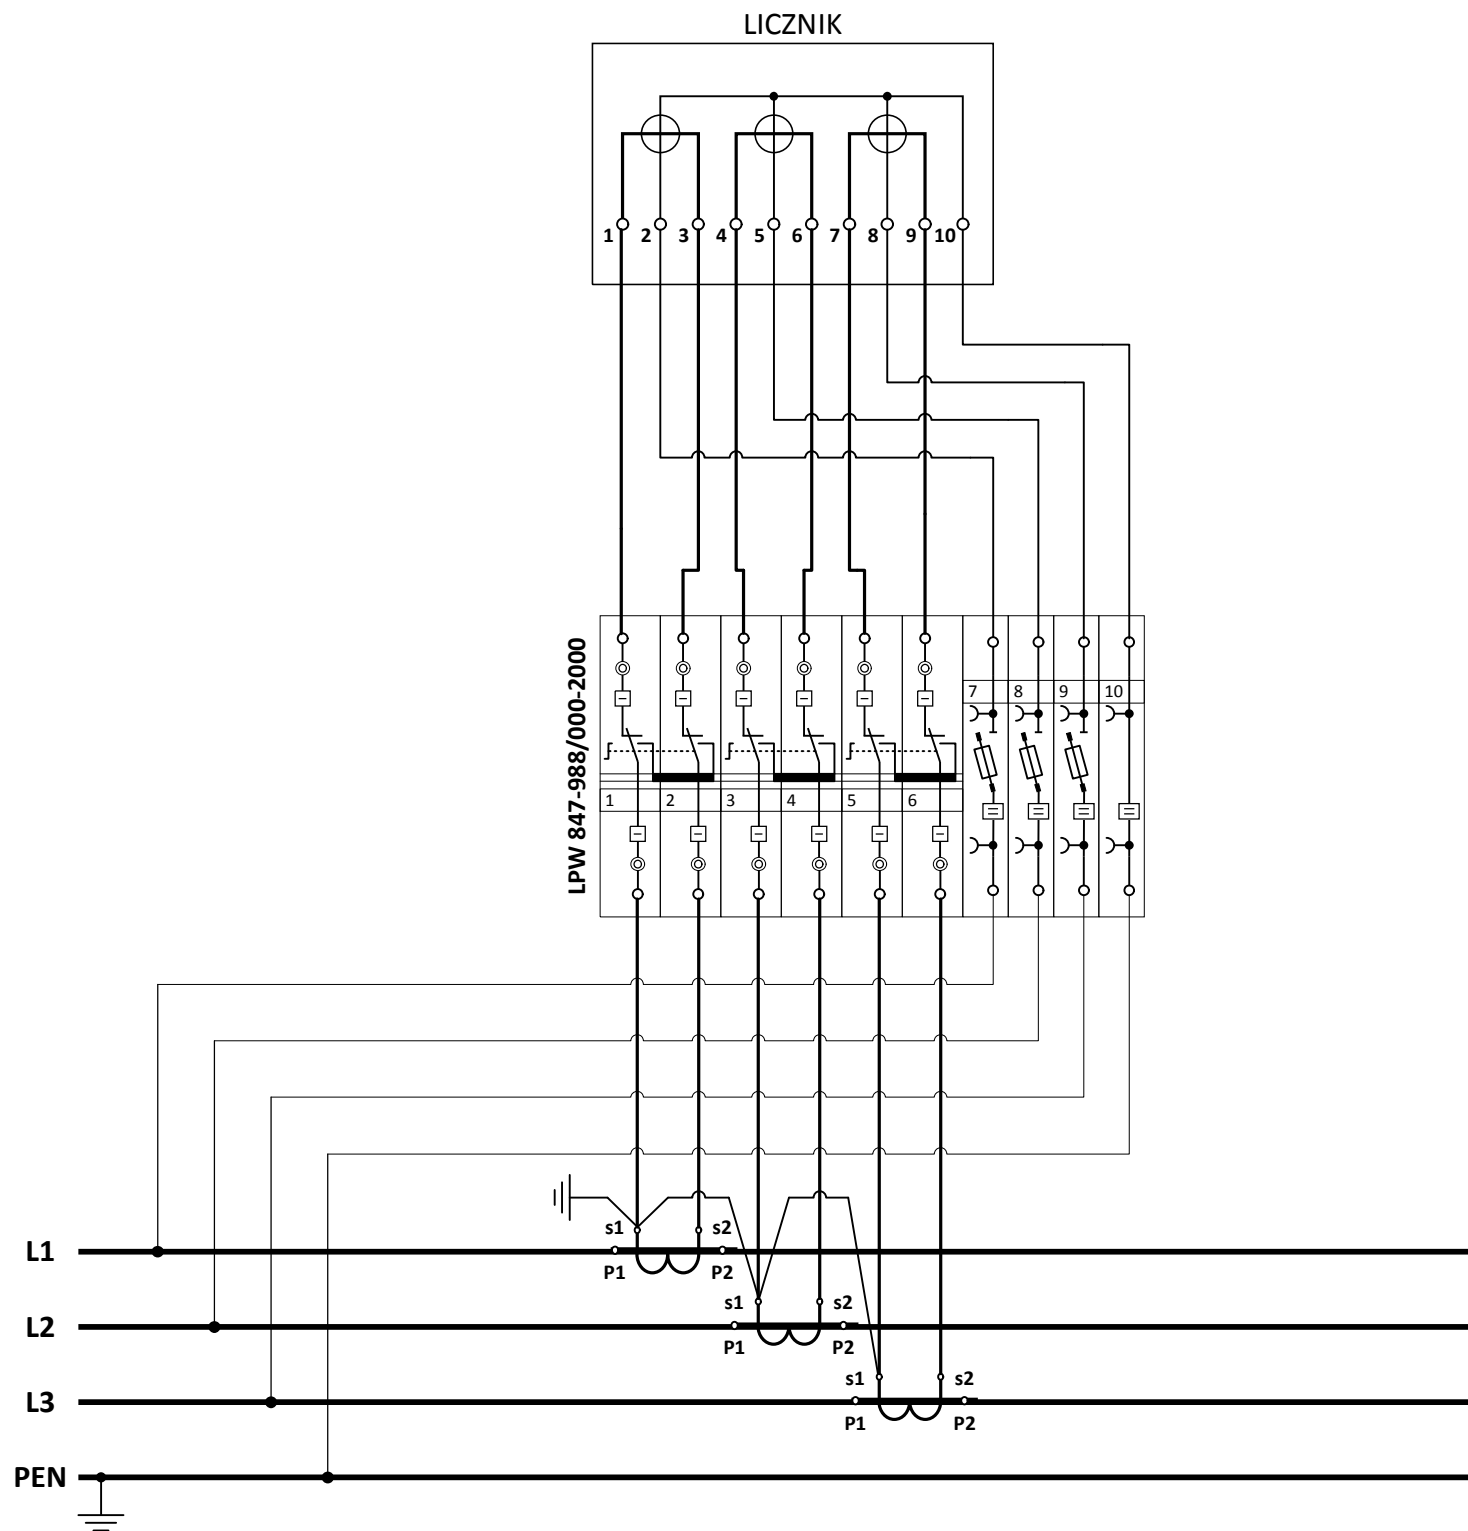 LICZNIK
1 2 3 4 5 6 7 8 9 10
LPW 847-988/000-2000
7 8 9 10
1 2 3 4 5 6
s1 s2
L1
P1 P2
s1 s2
L2
P1 P2
s1 s2
L3
P1 P2
PEN